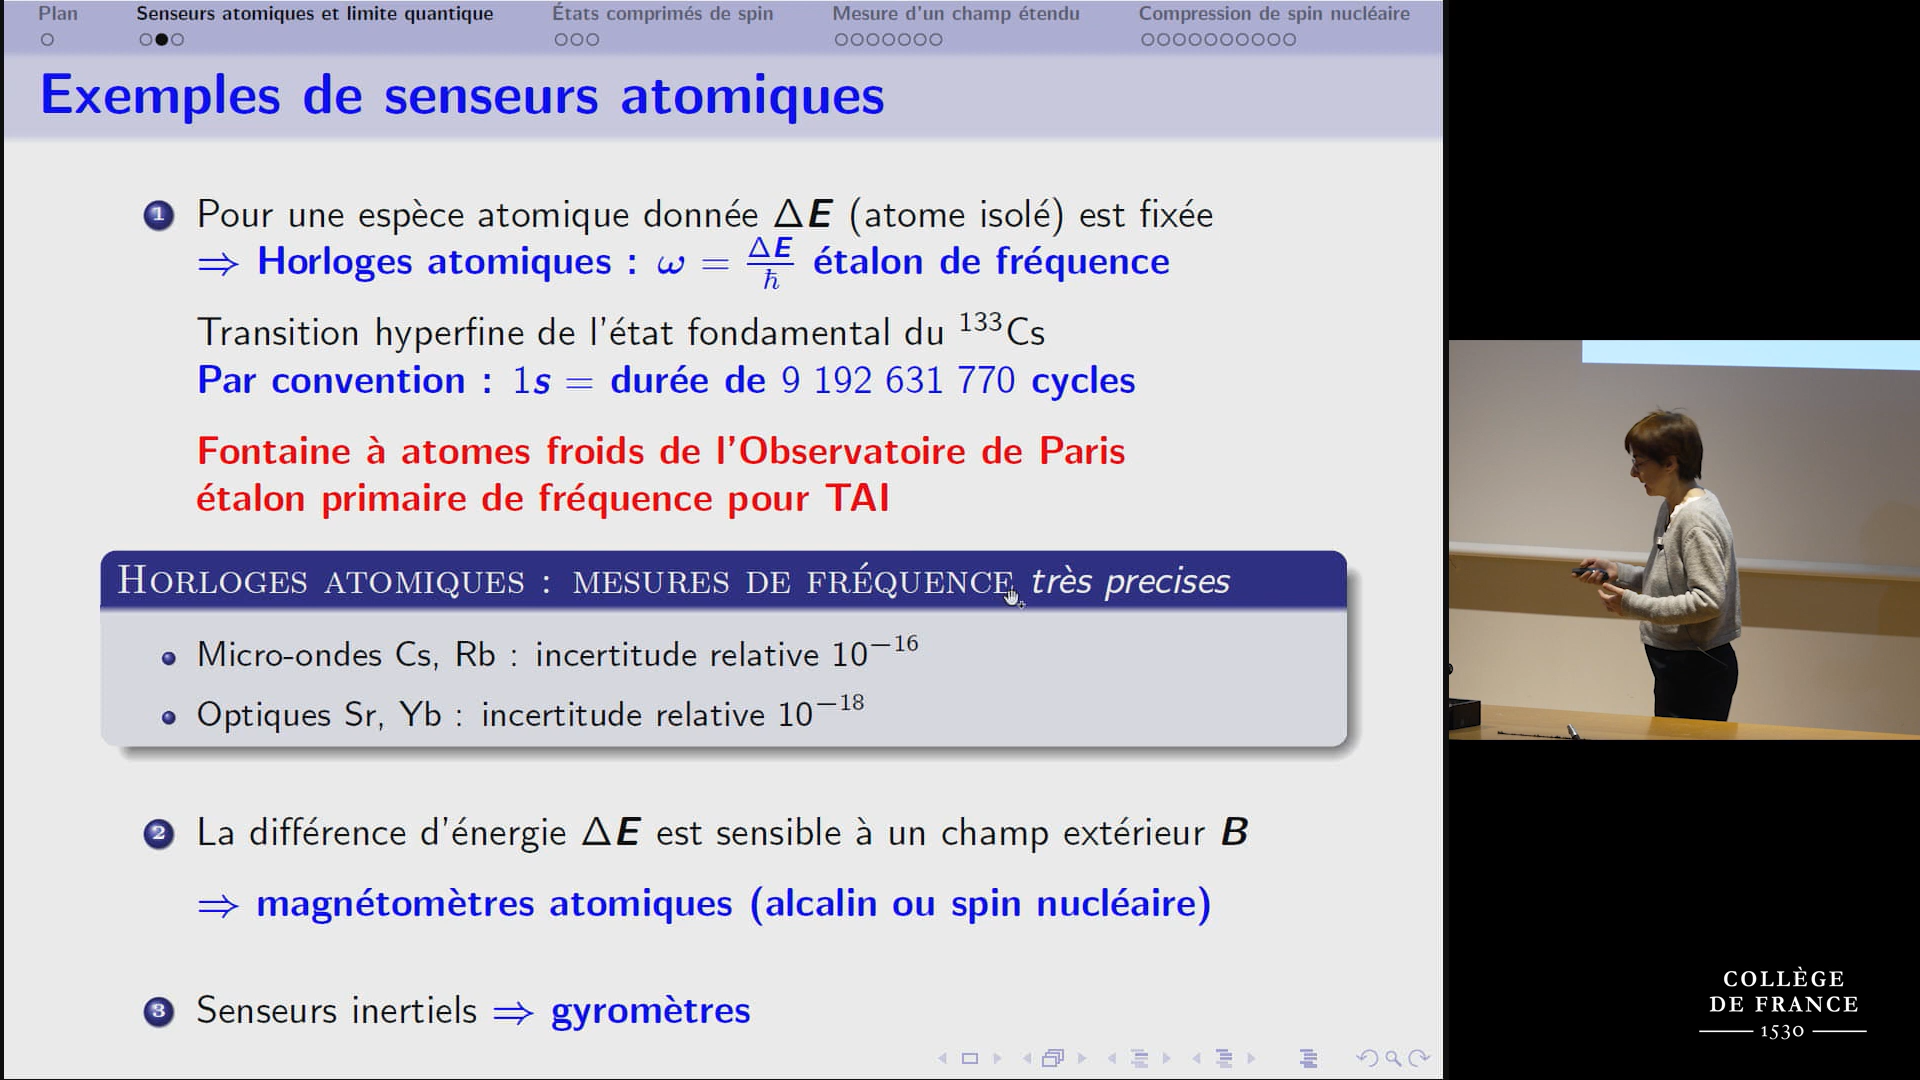 Plan
Senseurs atomiques et limite quantique
États comprimés de spin
Mesure d'un champ étendu
Compression de spin nucléaire
Exemples de senseurs atomiques
1 Pour une espèce atomique donnée ΔE (atome isolé) est fixée
⇒ Horloges atomiques : ω = ΔE/ℏ étalon de fréquence
Transition hyperfine de l'état fondamental du ¹³³Cs
Par convention : 1s = durée de 9 192 631 770 cycles
Fontaine à atomes froids de l'Observatoire de Paris
étalon primaire de fréquence pour TAI
Horloges atomiques : mesures de fréquence très precises
Micro-ondes Cs, Rb : incertitude relative 10⁻¹⁶
Optiques Sr, Yb : incertitude relative 10⁻¹⁸
2 La différence d'énergie ΔE est sensible à un champ extérieur B
⇒ magnétomètres atomiques (alcalin ou spin nucléaire)
3 Senseurs inertiels ⇒ gyromètres
COLLÈGE
DE FRANCE
1530